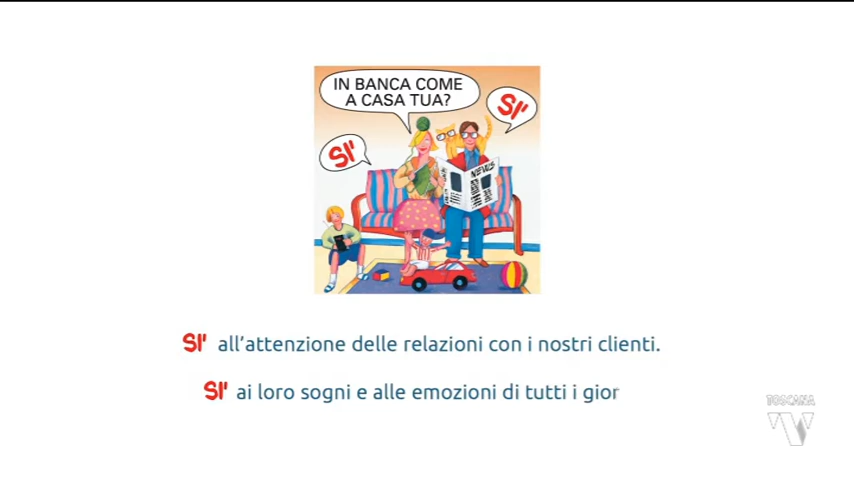 IN BANCA COME
A CASA TUA?
SI'
SI'
NEWS
SI' all'attenzione delle relazioni con i nostri clienti.
SI' ai loro sogni e alle emozioni di tutti i gior
TOSCANA
TV